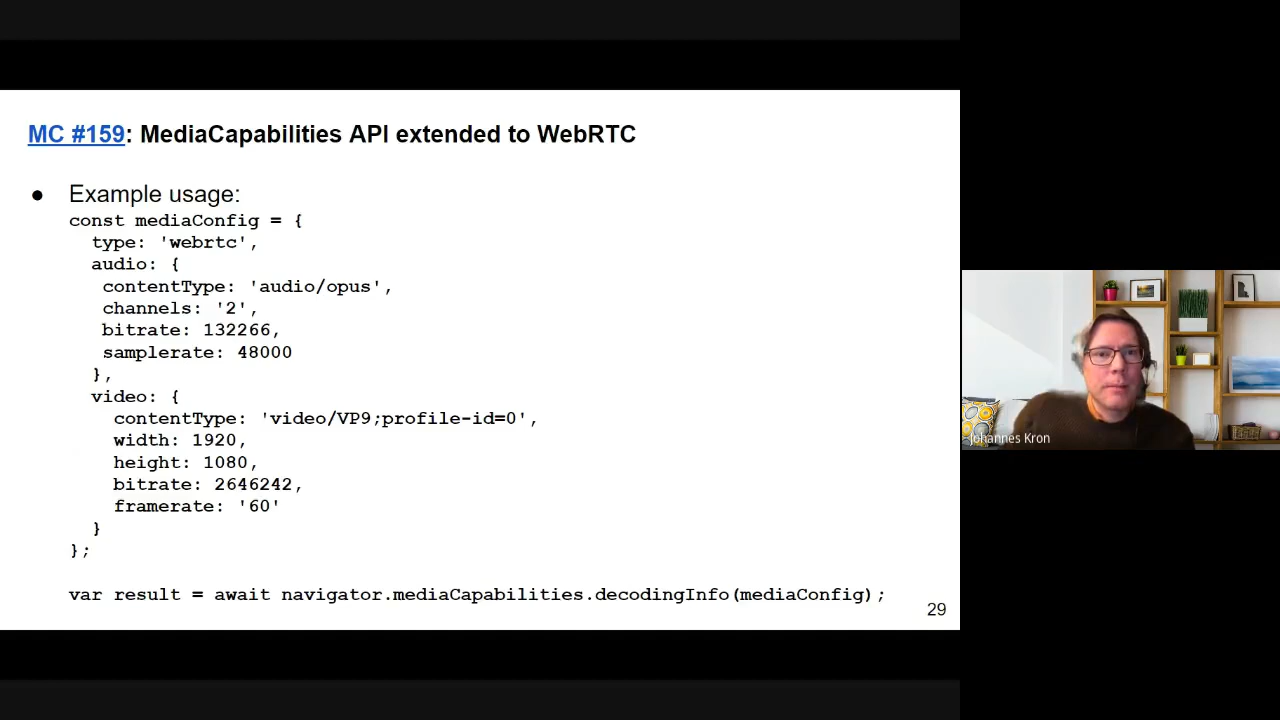 MC #159: MediaCapabilities API extended to WebRTC
● Example usage:
const mediaConfig = {
type: 'webrtc',
audio: {
contentType: 'audio/opus',
channels: '2',
bitrate: 132266,
samplerate: 48000
},
video: {
contentType: 'video/VP9;profile-id=0',
width: 1920,
height: 1080,
bitrate: 2646242,
framerate: '60'
}
};
var result = await navigator.mediaCapabilities.decodingInfo(mediaConfig);
29
Johannes Kron